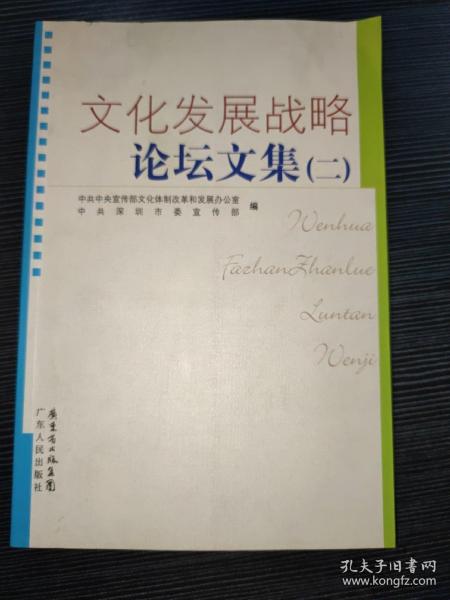 文化发展战略
论坛文集(二)
中共中央宣传部文化体制改革和发展办公室
中共深圳市委宣传部
编
Wenhua
FazhanZhanlue
Luntan
Wenji
广东省出版集团
广东人民出版社
孔夫子旧书网
www.kongfz.com